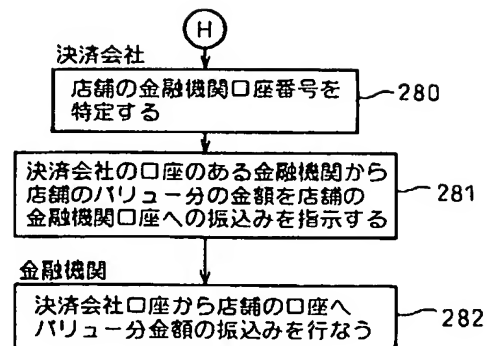 H
決済会社
店舗の金融機関口座番号を
特定する
280
決済会社の口座のある金融機関から
店舗のバリュー分の金額を店舗の
金融機関口座への振込みを指示する
281
金融機関
決済会社口座から店舗の口座へ
バリュー分金額の振込みを行なう
282